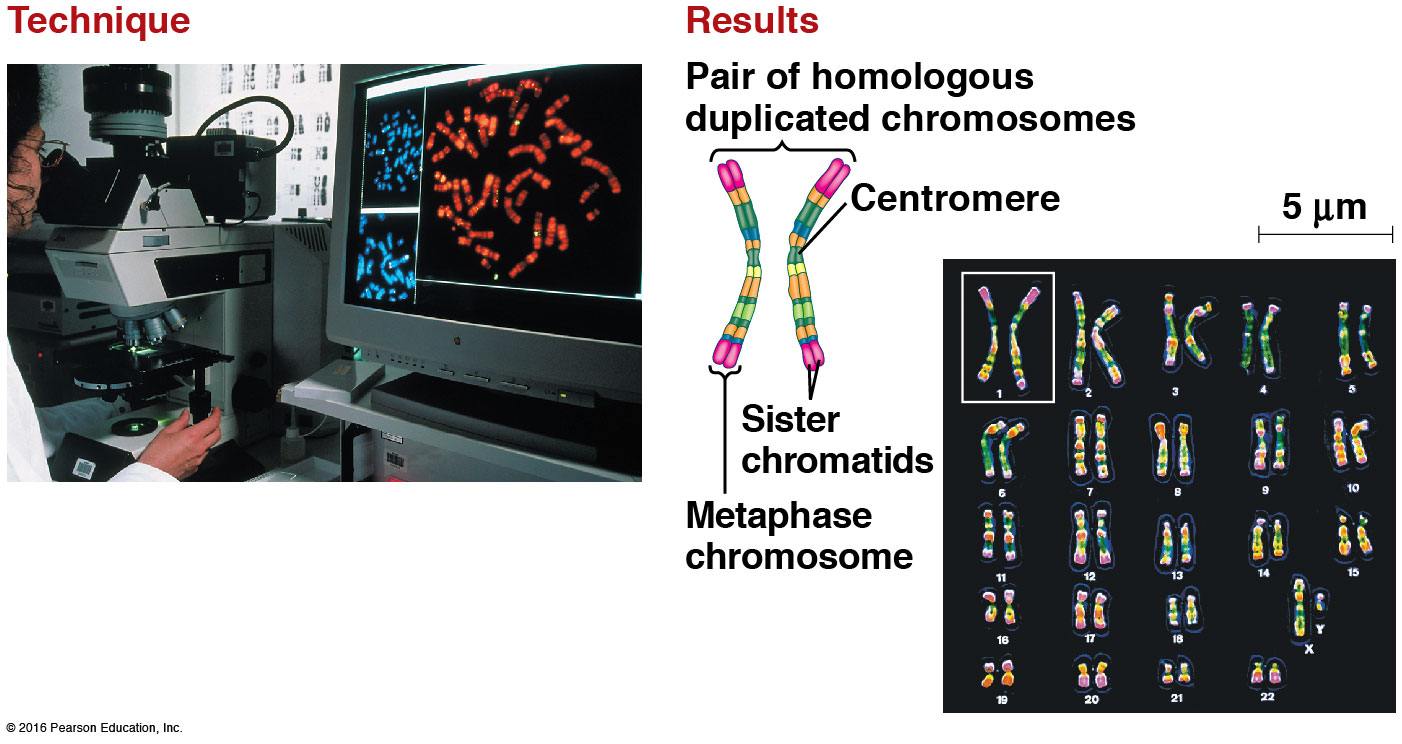 Technique
Results
Pair of homologous
duplicated chromosomes
Centromere
5 μm
Sister
chromatids
Metaphase
chromosome
1 2 3 4 5
6 7 8 9 10
11 12 13 14 15
16 17 18 X Y
19 20 21 22
© 2016 Pearson Education, Inc.